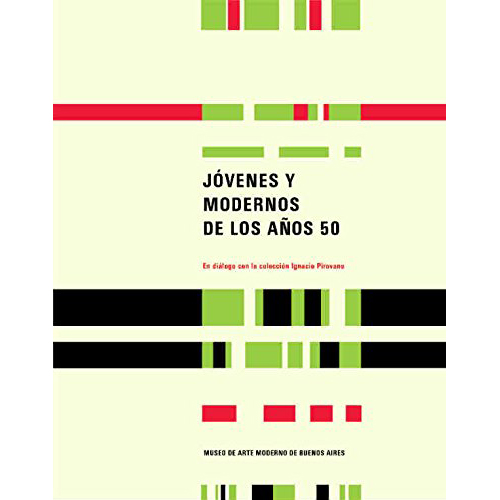 JÓVENES Y
MODERNOS
DE LOS AÑOS 50
En diálogo con la colección Ignacio Pirovano
MUSEO DE ARTE MODERNO DE BUENOS AIRES